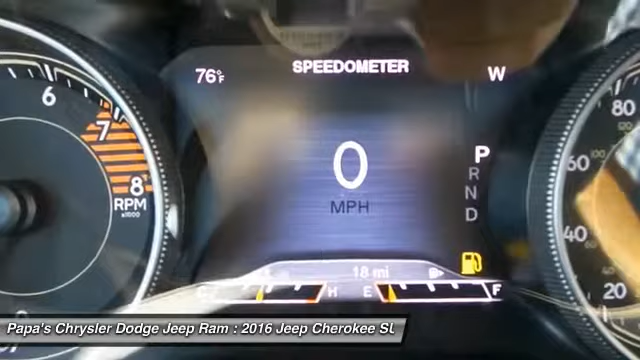 76°F
SPEEDOMETER
W
6
7
8
RPM
x1000
0
MPH
P
R
N
D
80
60
40
20
100
18 mi
C
H
E
F
Papa's Chrysler Dodge Jeep Ram : 2016 Jeep Cherokee SL